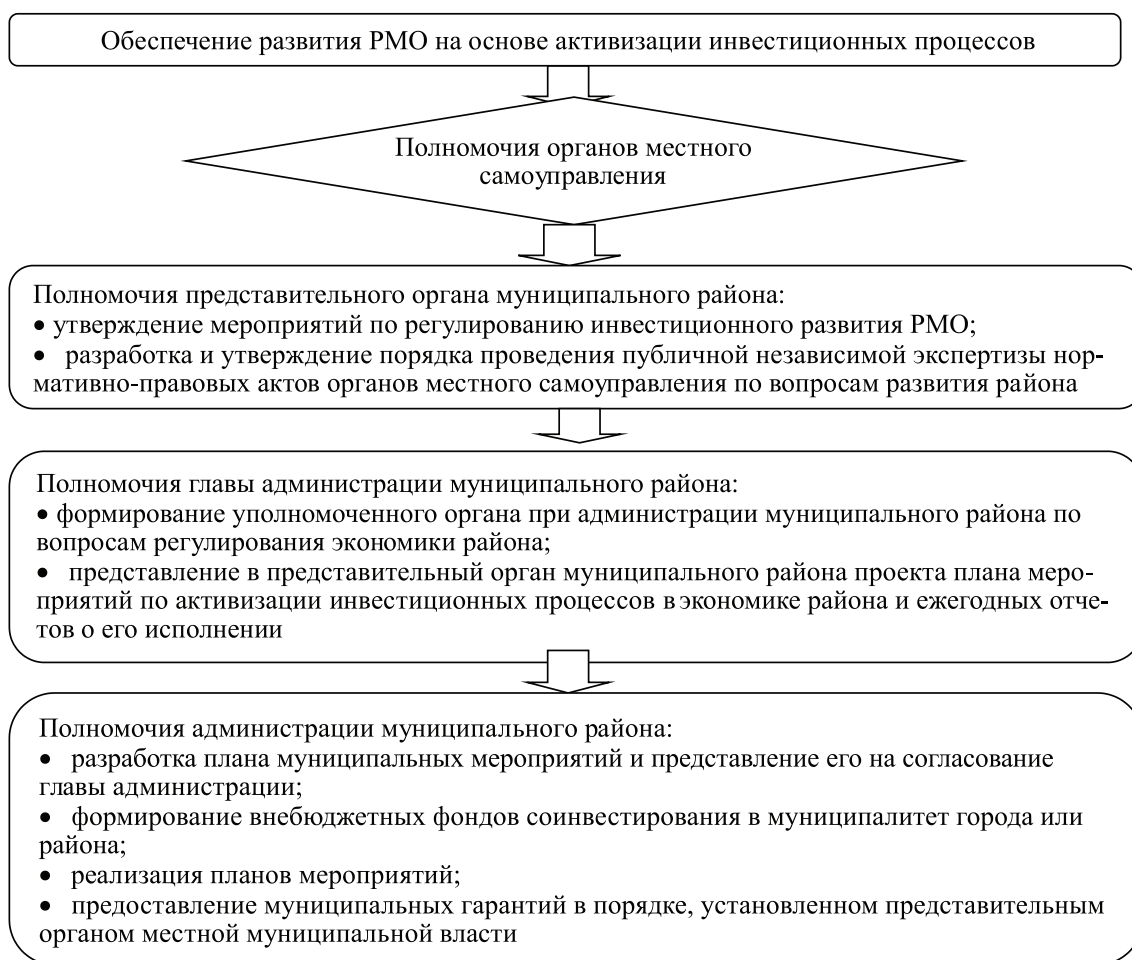 Обеспечение развития РМО на основе активизации инвестиционных процессов
Полномочия органов местного
самоуправления
Полномочия представительного органа муниципального района:
• утверждение мероприятий по регулированию инвестиционного развития РМО;
• разработка и утверждение порядка проведения публичной независимой экспертизы нор-
мативно-правовых актов органов местного самоуправления по вопросам развития района
Полномочия главы администрации муниципального района:
• формирование уполномоченного органа при администрации муниципального района по
вопросам регулирования экономики района;
• представление в представительный орган муниципального района проекта плана меро-
приятий по активизации инвестиционных процессов в экономике района и ежегодных отче-
тов о его исполнении
Полномочия администрации муниципального района:
• разработка плана муниципальных мероприятий и представление его на согласование
главы администрации;
• формирование внебюджетных фондов соинвестирования в муниципалитет города или
района;
• реализация планов мероприятий;
• предоставление муниципальных гарантий в порядке, установленном представительным
органом местной муниципальной власти